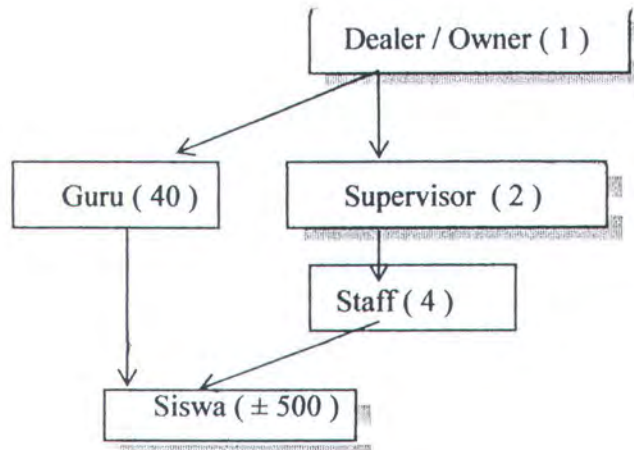 Dealer / Owner ( 1 )
Guru ( 40 )
Supervisor ( 2 )
Staff ( 4 )
Siswa ( ± 500 )